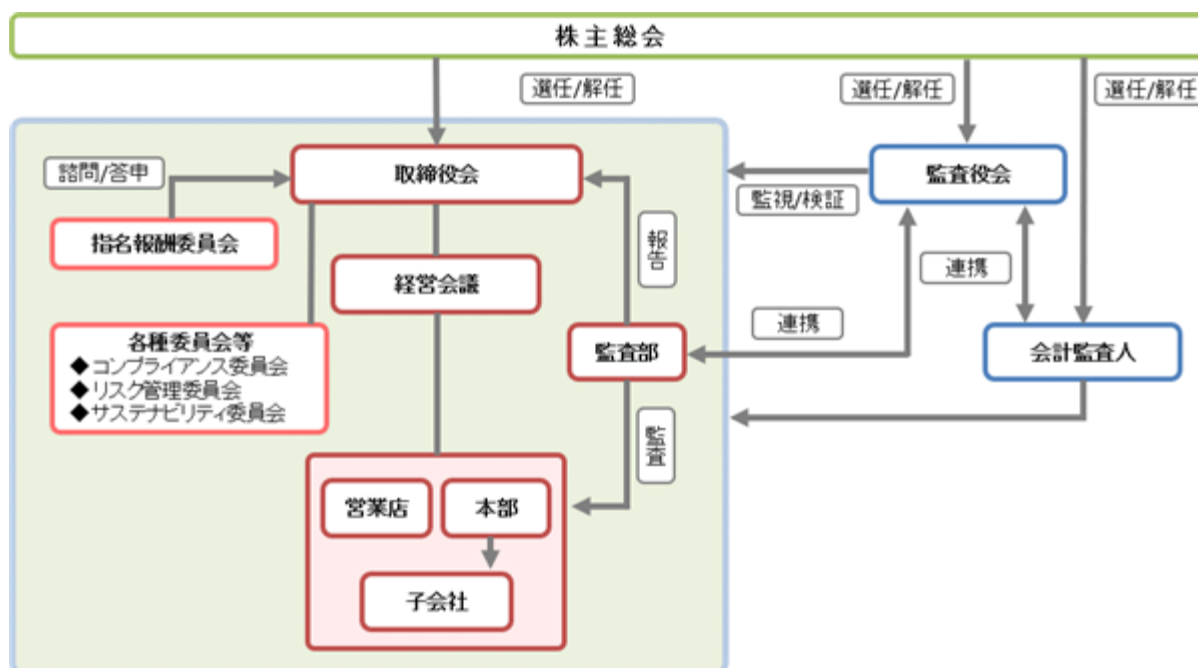 株主総会
選任/解任
選任/解任
選任/解任
諮問/答申
取締役会
監査役会
監視/検証
指名報酬委員会
報告
経営会議
連携
連携
各種委員会等
◆コンプライアンス委員会
◆リスク管理委員会
◆サステナビリティ委員会
監査部
会計監査人
監査
営業店
本部
子会社